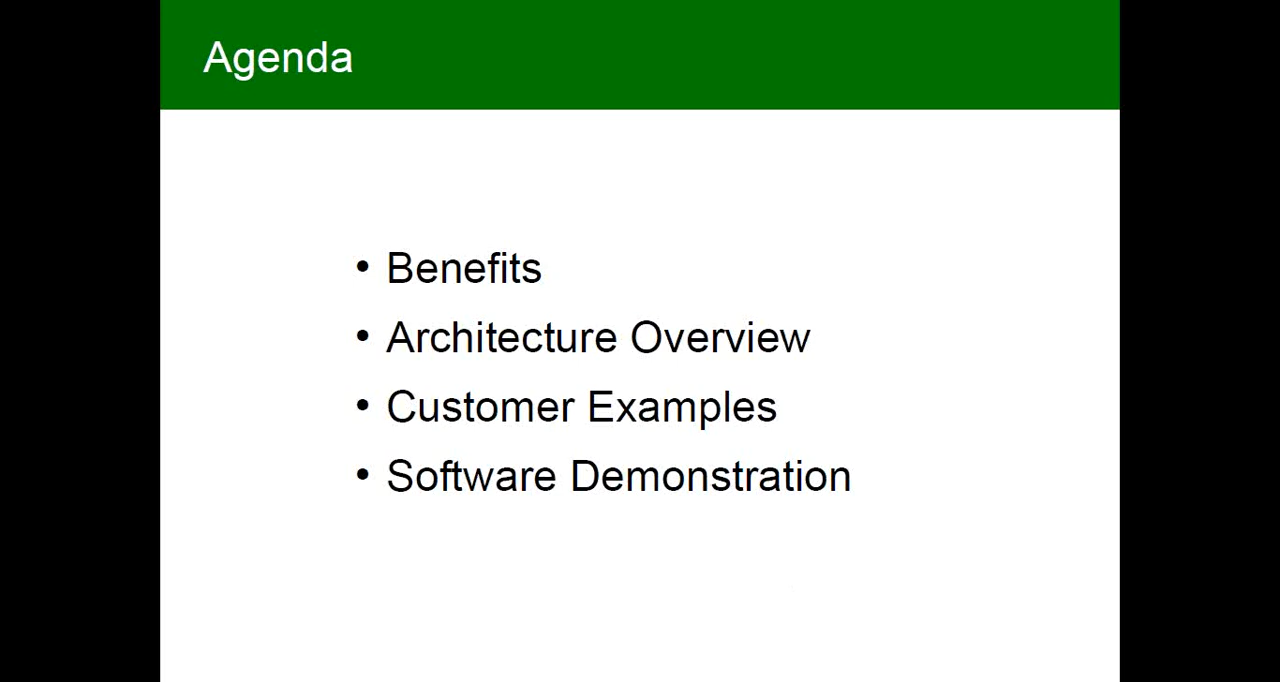 Agenda
• Benefits
• Architecture Overview
• Customer Examples
• Software Demonstration